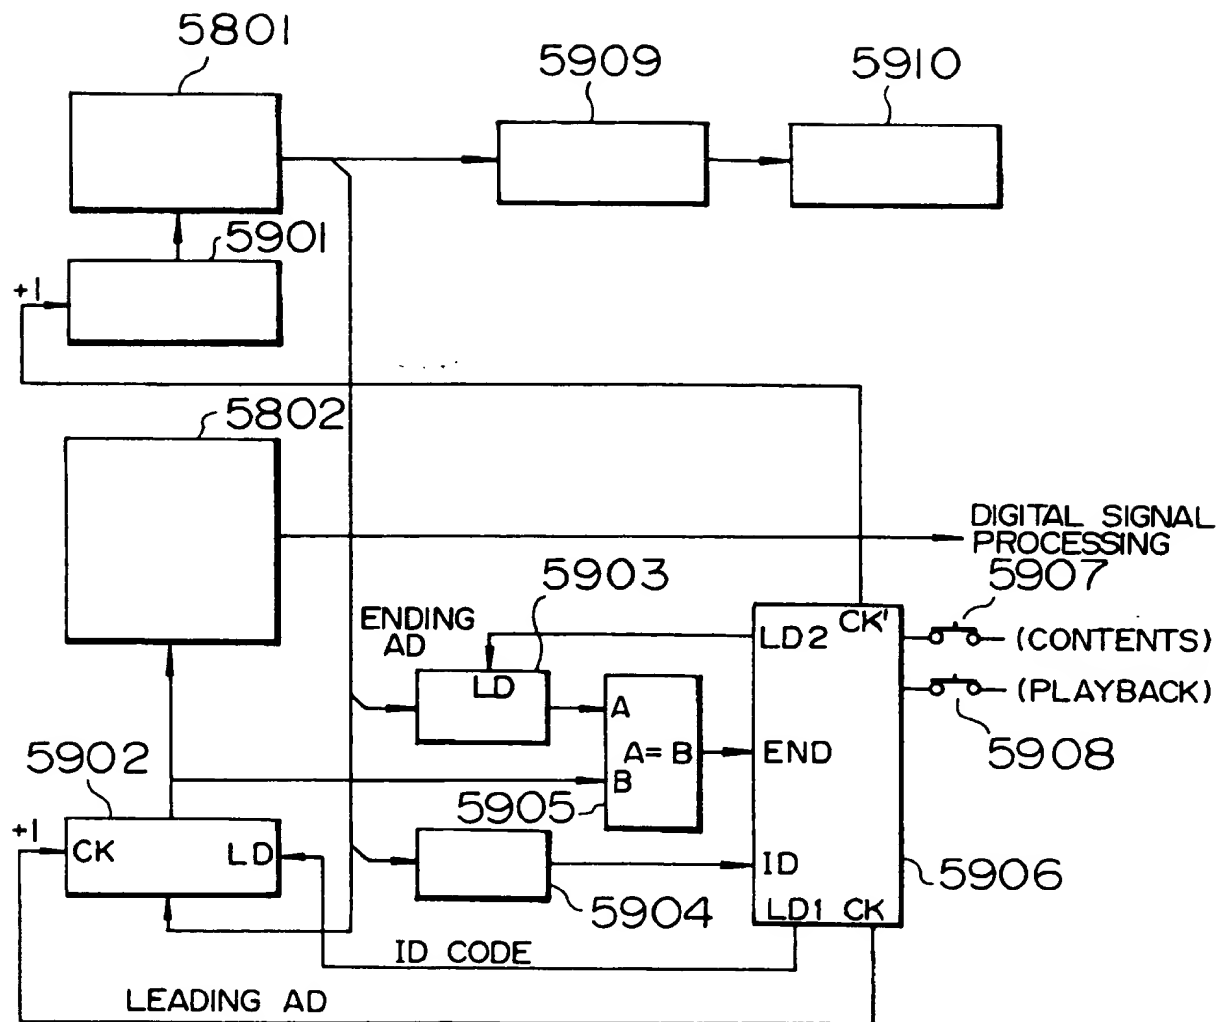 5801
5909
5910
5901
+1
5802
DIGITAL SIGNAL
PROCESSING
5903
5907
ENDING
AD
LD2
CK'
(CONTENTS)
LD
A
(PLAYBACK)
A=B
END
5908
5902
B
5905
+1
CK
LD
ID
5906
5904
LD1
CK
ID CODE
LEADING AD